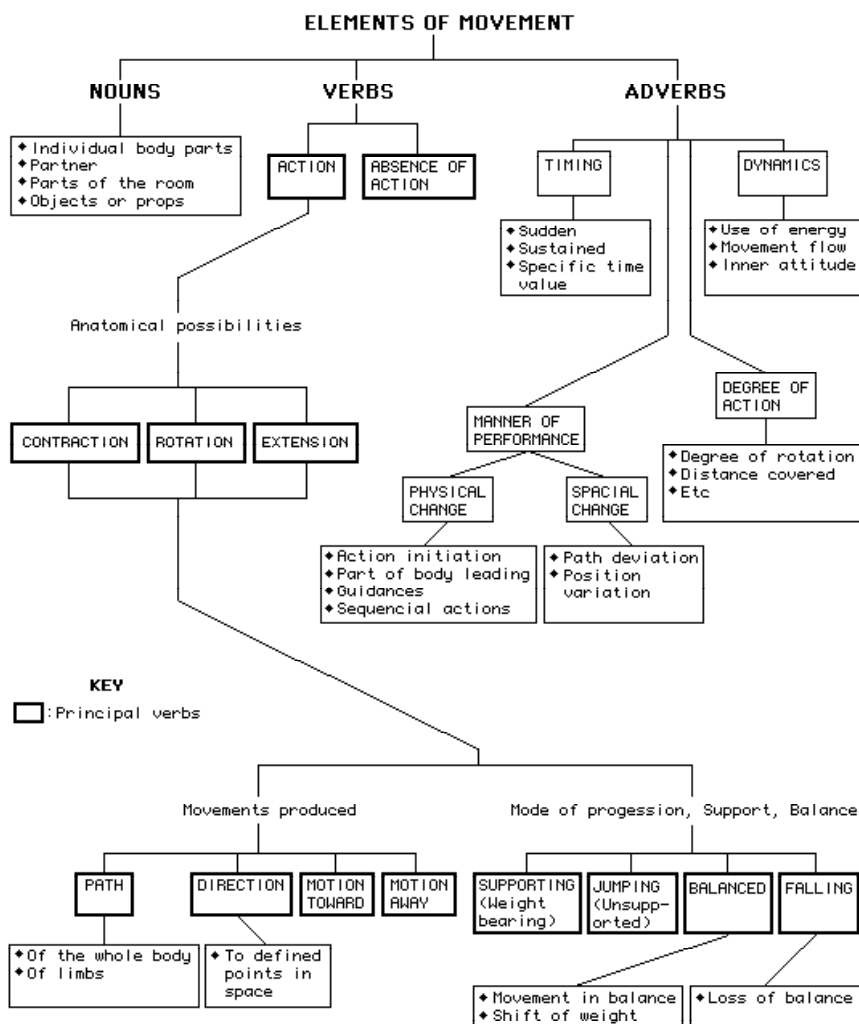 ELEMENTS OF MOVEMENT
NOUNS
VERBS
ADVERBS
◆ Individual body parts
◆ Partner
◆ Parts of the room
◆ Objects or props
ACTION
ABSENCE OF
ACTION
TIMING
DYNAMICS
◆ Sudden
◆ Sustained
◆ Specific time
value
◆ Use of energy
◆ Movement flow
◆ Inner attitude
Anatomical possibilities
CONTRACTION
ROTATION
EXTENSION
MANNER OF
PERFORMANCE
DEGREE OF
ACTION
◆ Degree of rotation
◆ Distance covered
◆ Etc
PHYSICAL
CHANGE
SPACIAL
CHANGE
◆ Action initiation
◆ Part of body leading
◆ Guidances
◆ Sequencial actions
◆ Path deviation
◆ Position
variation
KEY
: Principal verbs
Movements produced
Mode of progession, Support, Balance
PATH
DIRECTION
MOTION
TOWARD
MOTION
AWAY
SUPPORTING
(Weight
bearing)
JUMPING
(Unsupp-
orted)
BALANCED
FALLING
◆ Of the whole body
◆ Of limbs
◆ To defined
points in
space
◆ Movement in balance
◆ Shift of weight
◆ Loss of balance